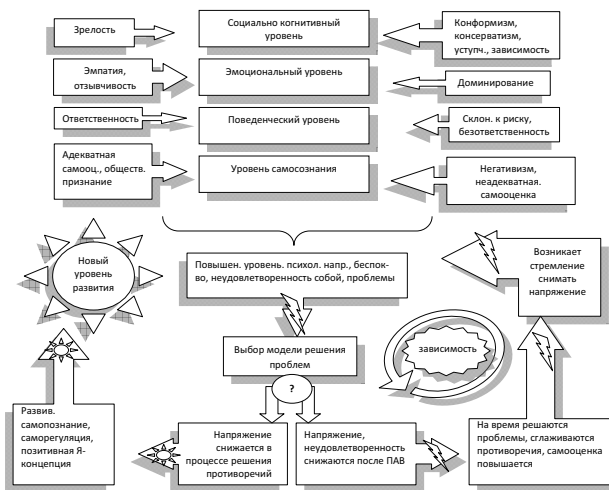 Зрелость
Социально когнитивный
уровень
Конформизм,
консерватизм,
уступч., зависимость
Эмпатия,
отзывчивость
Эмоциональный уровень
Доминирование
Ответственность
Поведенческий уровень
Склон. к риску,
безответственность
Адекватная
самооц., обществ.
признание
Уровень самосознания
Негативизм,
неадекватная.
самооценка
Новый
уровень
развития
Повышен. уровень. психол. напр., беспок-
во, неудовлетворенность собой, проблемы
Возникает
стремление
снимать
напряжение
Выбор модели решения
проблем
зависимость
?
Развив.
самопознание,
саморегуляция,
позитивная Я-
концепция
Напряжение
снижается в
процессе решения
противоречий
Напряжение,
неудовлетворенность
снижаются после ПАВ
На время решаются
проблемы, сглаживаются
противоречия, самооценка
повышается